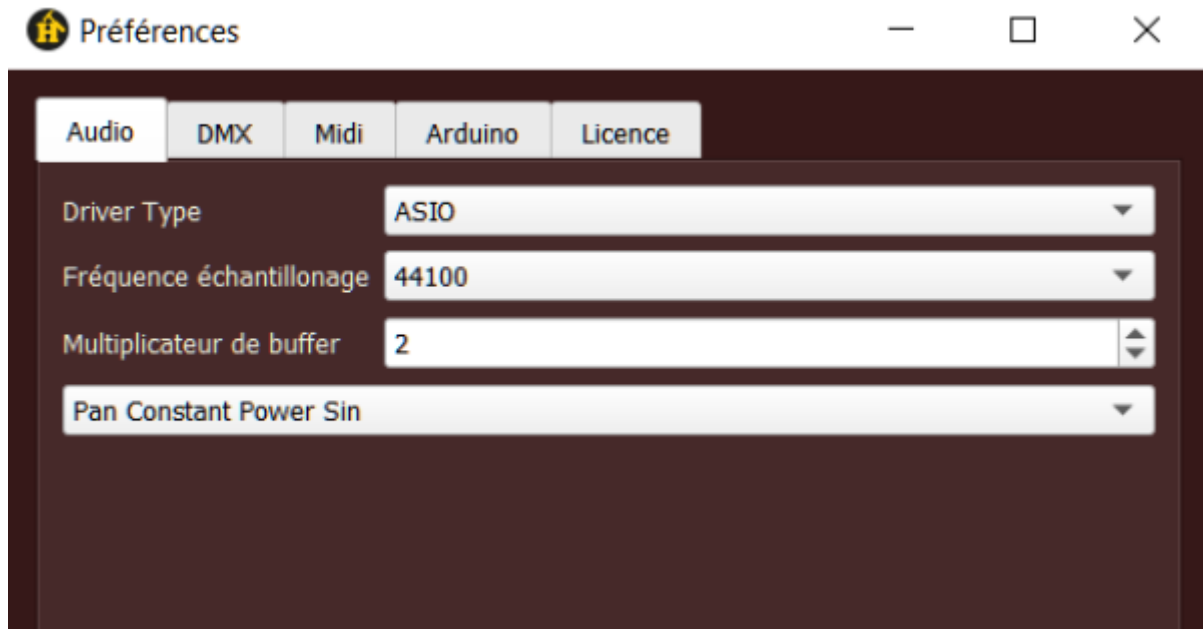 Préférences
Audio DMX Midi Arduino Licence
Driver Type ASIO
Fréquence échantillonage 44100
Multiplicateur de buffer 2
Pan Constant Power Sin